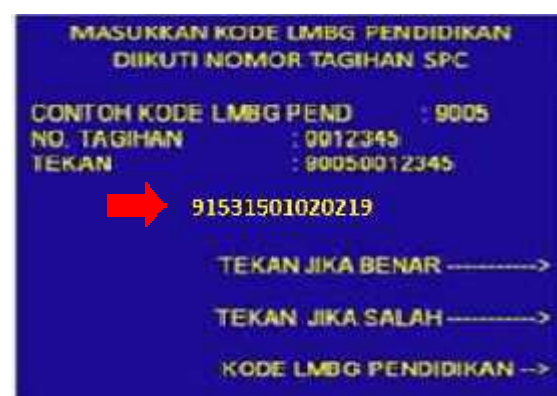 MASUKKAN KODE LMBG PENDIDIKAN
DIIKUTI NOMOR TAGIHAN SPC
CONTOH KODE LMBG PEND : 9005
NO. TAGIHAN : 0012345
TEKAN : 90050012345
91531501020219
TEKAN JIKA BENAR ---------->
TEKAN JIKA SALAH ---------->
KODE LMBG PENDIDIKAN -->